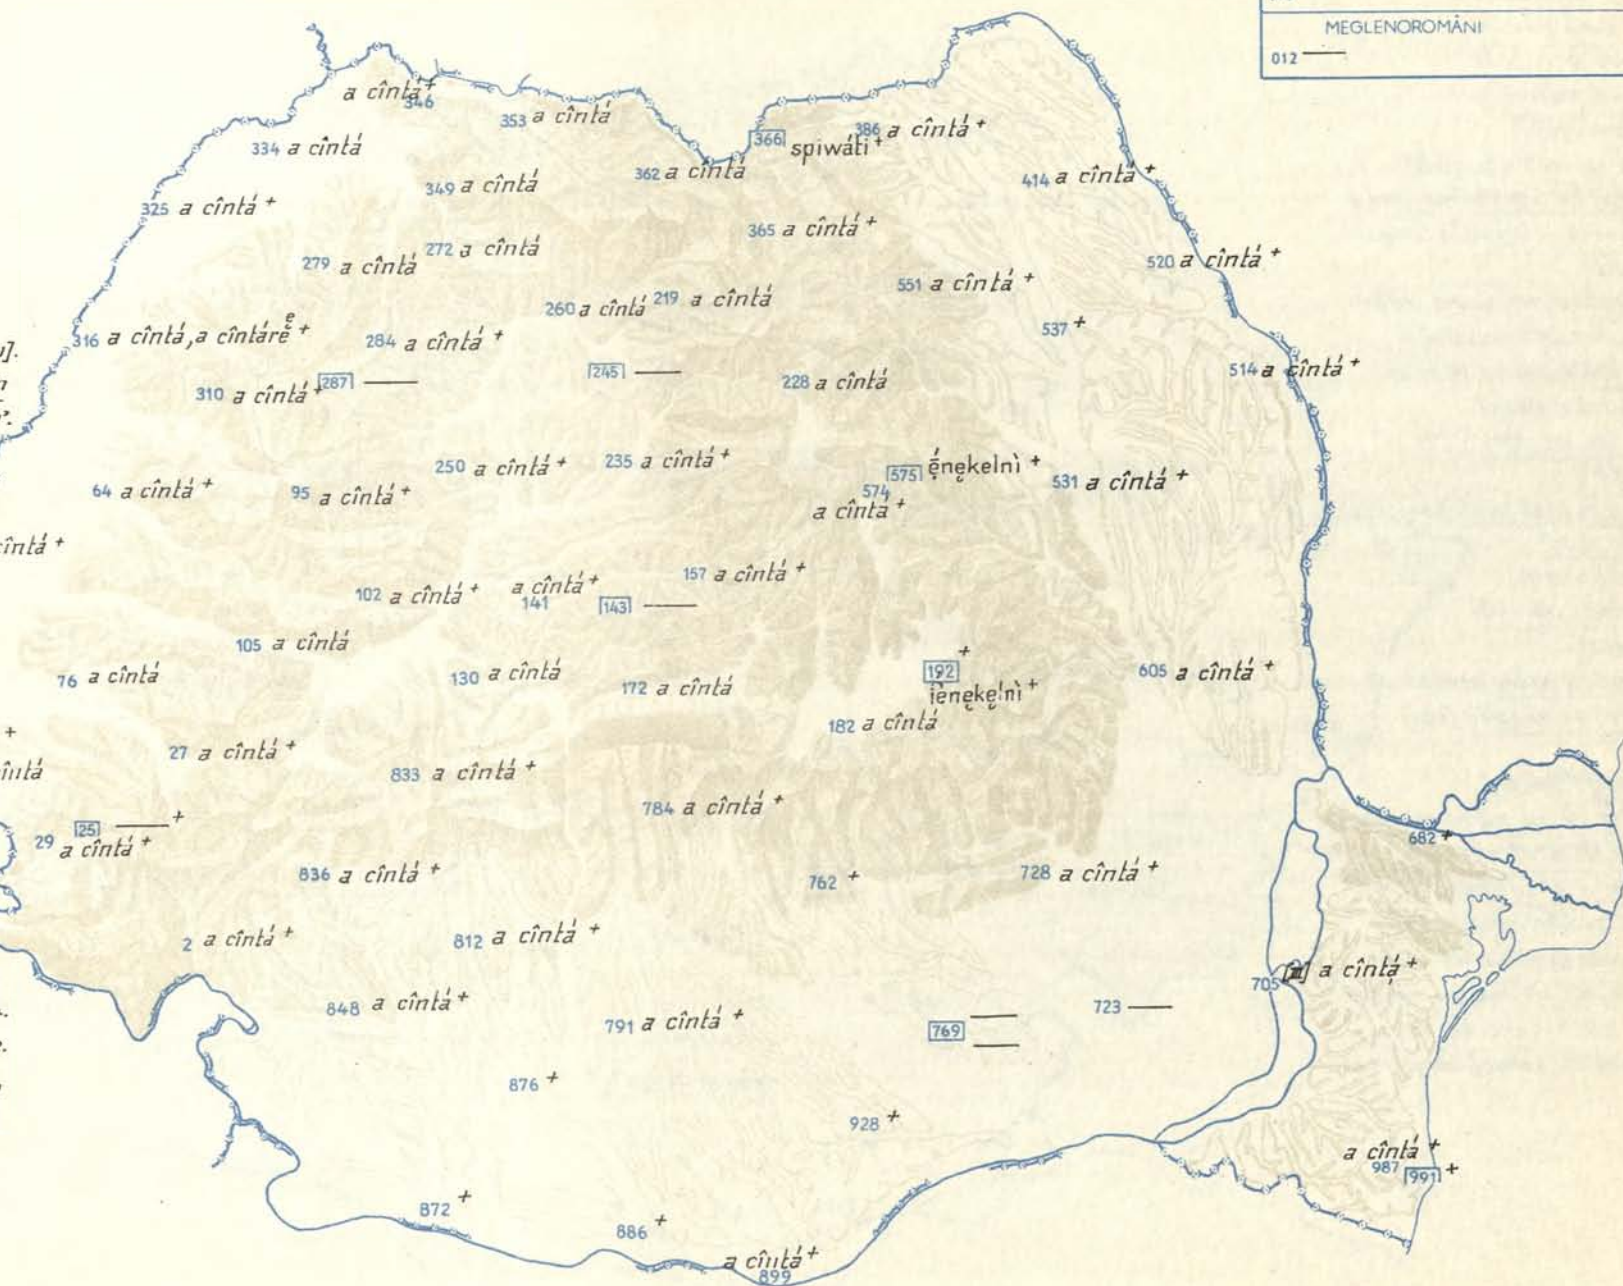 MEGLENOROMÂNI
012 —
a cîntá +
346
353 a cîntá
366
spiwáti +
386 a cîntá +
334 a cîntá
349 a cîntá
362 a cîntá
414 a cîntá +
325 a cîntá +
365 a cîntá +
279 a cîntá
272 a cîntá
520 a cîntá +
551 a cîntá +
260 a cîntá
219 a cîntá
537 +
316 a cîntá, a cîntáre +
284 a cîntá +
514 a cîntá +
287 —
245 —
228 a cîntá
310 a cîntá +
250 a cîntá +
235 a cîntá +
575 énękelnì +
574
a cîntá +
531 a cîntá +
64 a cîntá +
95 a cîntá +
cîntá +
157 a cîntá +
102 a cîntá +
a cîntá +
141
143 —
105 a cîntá
76 a cîntá
130 a cîntá
172 a cîntá
+
192
ięnękęlnì +
605 a cîntá +
182 a cîntá
+
27 a cîntá +
833 a cîntá +
784 a cîntá +
25 — +
29 a cîntá +
682 +
836 a cîntá +
762 +
728 a cîntá +
2 a cîntá +
812 a cîntá +
705 a cîntá +
848 a cîntá +
791 a cîntá +
769 —
—
723 —
876 +
928 +
a cîntá +
987 991 +
872 +
886 +
a cîntá +
899